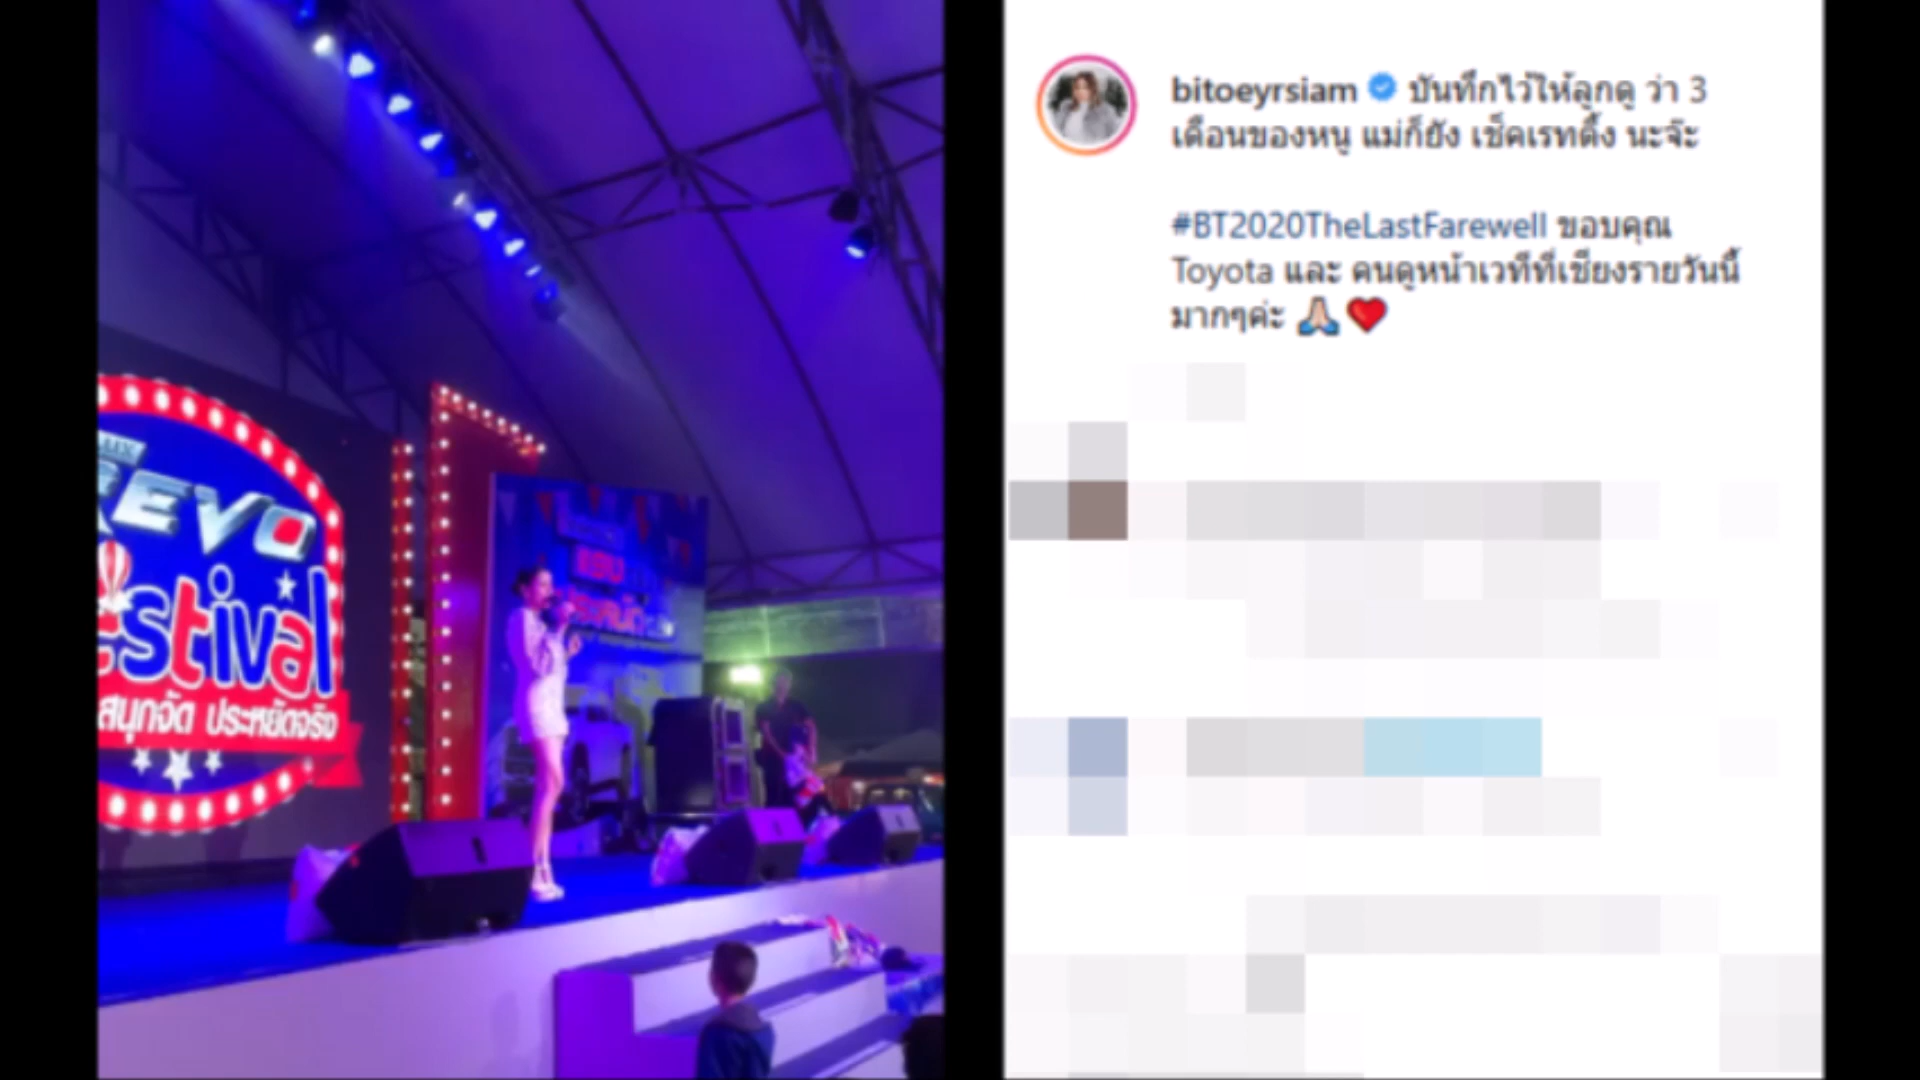 REVO
Festival
สนุกจัด ประหยัดจริง
bitoeyrsiam บันทึกไว้ให้ลูกดู ว่า 3
เดือนของหนู แม่ก็ยัง เช็คเรทติ้ง นะจ๊ะ
#BT2020TheLastFarewell ขอบคุณ
Toyota และ คนดูหน้าเวทีที่เชียงรายวันนี้
มากๆค่ะ 🙏🏻❤️